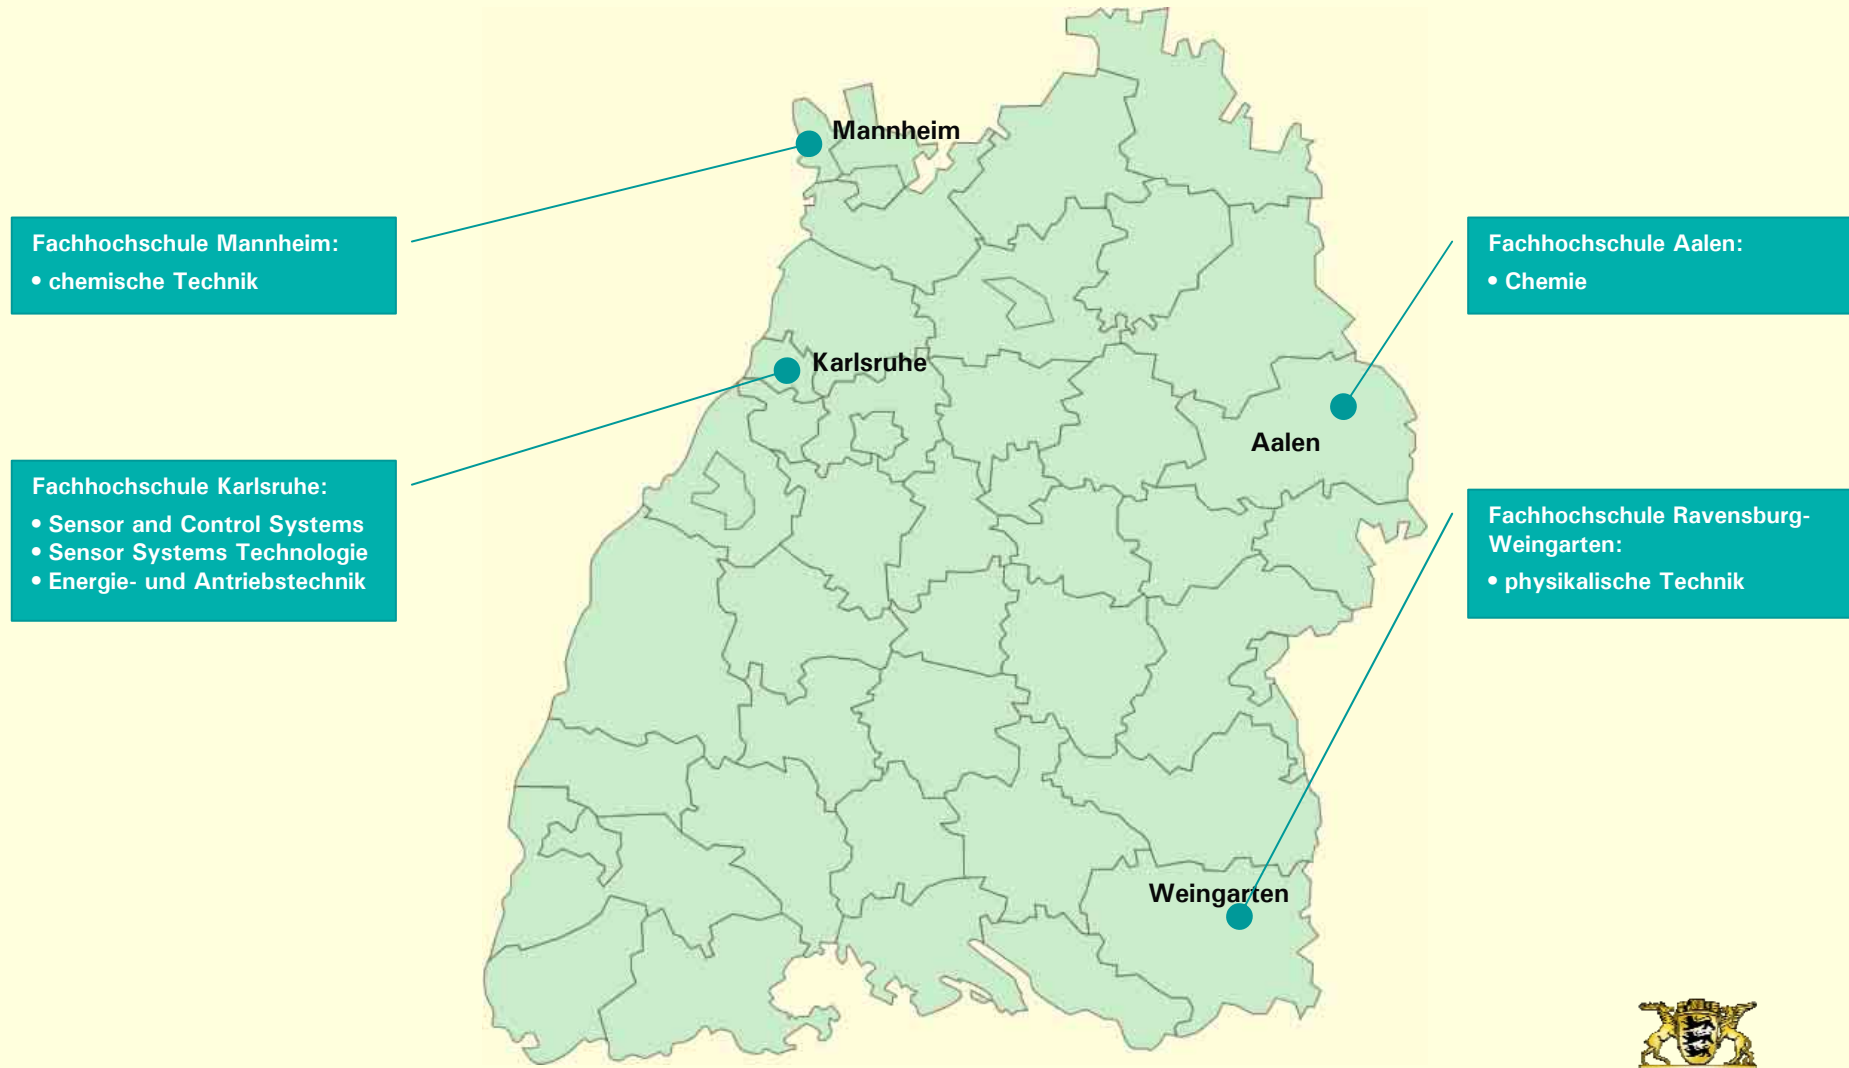 Mannheim
Fachhochschule Mannheim:
• chemische Technik
Fachhochschule Aalen:
• Chemie
Karlsruhe
Aalen
Fachhochschule Karlsruhe:
• Sensor and Control Systems
• Sensor Systems Technologie
• Energie- und Antriebstechnik
Fachhochschule Ravensburg-
Weingarten:
• physikalische Technik
Weingarten